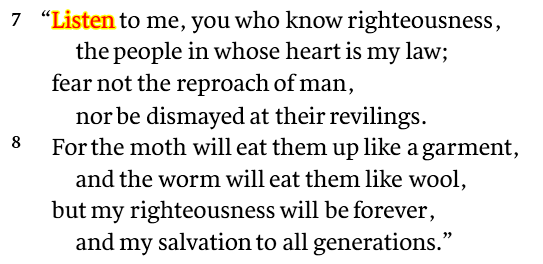 7 “Listen to me, you who know righteousness,
the people in whose heart is my law;
fear not the reproach of man,
nor be dismayed at their revilings.
8 For the moth will eat them up like a garment,
and the worm will eat them like wool,
but my righteousness will be forever,
and my salvation to all generations.”